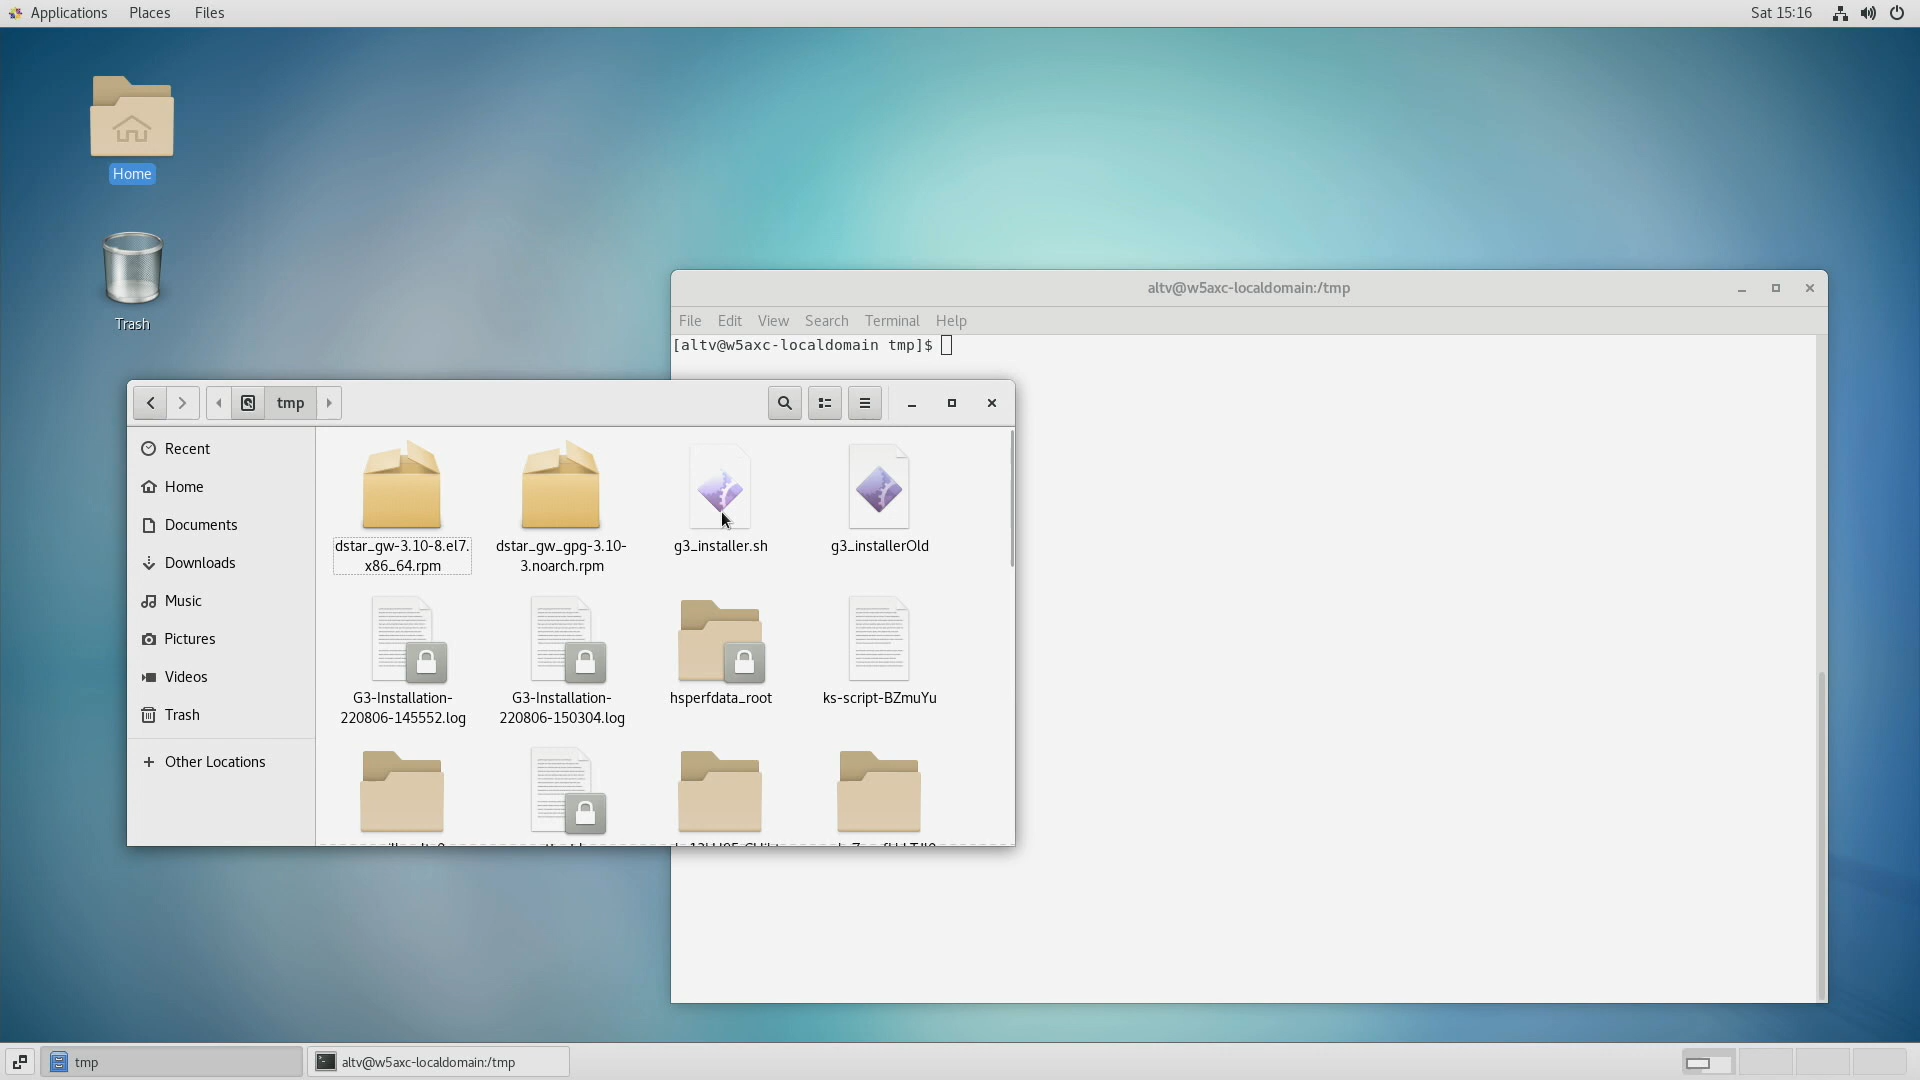 Applications Places Files Sat 15:16
Home
Trash
altv@w5axc-localdomain:/tmp
File Edit View Search Terminal Help
[altv@w5axc-localdomain tmp]$
tmp
Recent
Home
Documents
Downloads
Music
Pictures
Videos
Trash
Other Locations
dstar_gw-3.10-8.el7.
x86_64.rpm
dstar_gw_gpg-3.10-
3.noarch.rpm
g3_installer.sh
g3_installerOld
G3-Installation-
220806-145552.log
G3-Installation-
220806-150304.log
hsperfdata_root
ks-script-BZmuYu
tmp
altv@w5axc-localdomain:/tmp